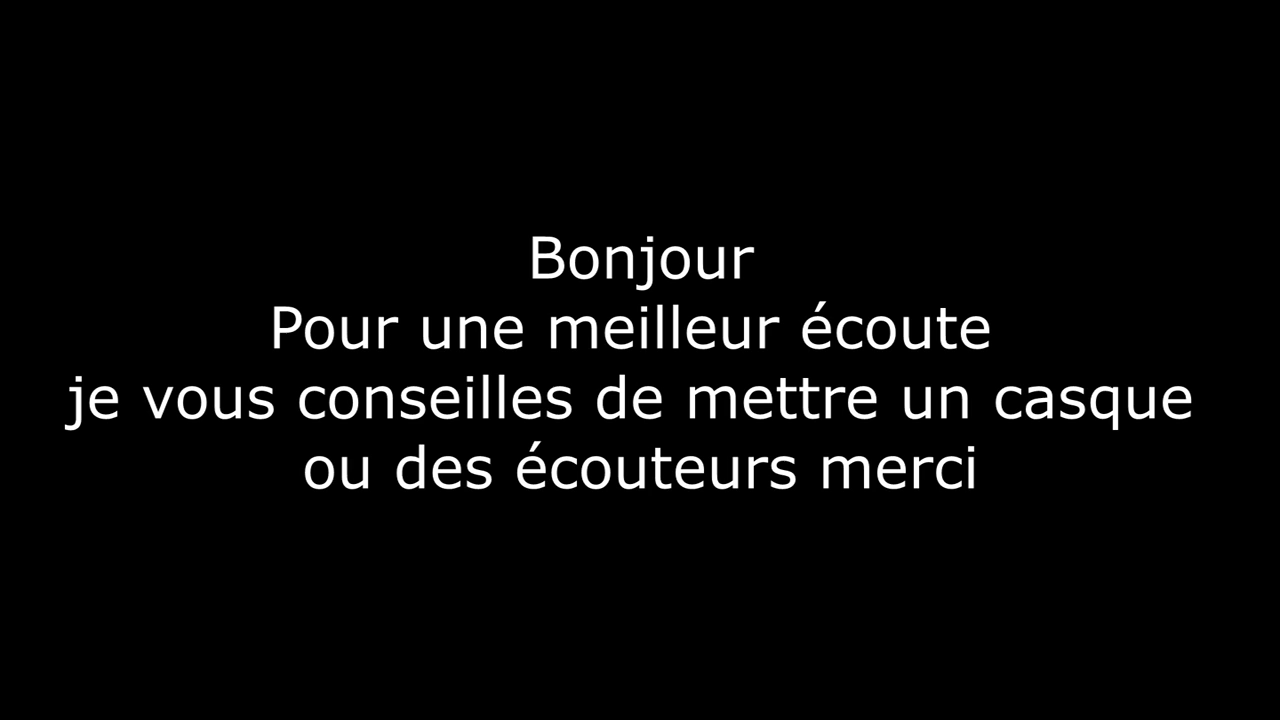 Bonjour
Pour une meilleur écoute
je vous conseilles de mettre un casque
ou des écouteurs merci